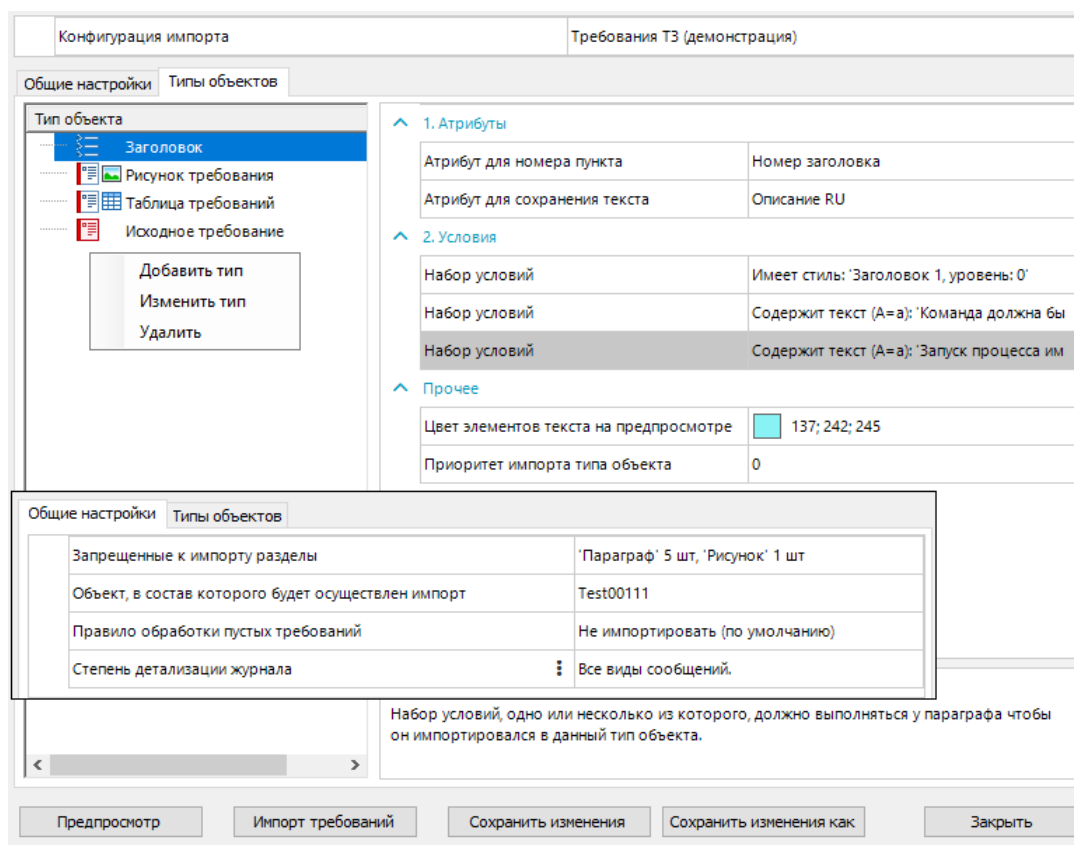 Конфигурация импорта Требования ТЗ (демонстрация)
Общие настройки Типы объектов
Тип объекта
Заголовок
Рисунок требования
Таблица требований
Исходное требование
Добавить тип
Изменить тип
Удалить
1. Атрибуты
Атрибут для номера пункта Номер заголовка
Атрибут для сохранения текста Описание RU
2. Условия
Набор условий Имеет стиль: 'Заголовок 1, уровень: 0'
Набор условий Содержит текст (A=a): 'Команда должна бы
Набор условий Содержит текст (A=a): 'Запуск процесса им
Прочее
Цвет элементов текста на предпросмотре 137; 242; 245
Приоритет импорта типа объекта 0
Общие настройки Типы объектов
Запрещенные к импорту разделы 'Параграф' 5 шт, 'Рисунок' 1 шт
Объект, в состав которого будет осуществлен импорт Test00111
Правило обработки пустых требований Не импортировать (по умолчанию)
Степень детализации журнала Все виды сообщений.
Набор условий, одно или несколько из которого, должно выполняться у параграфа чтобы
он импортировался в данный тип объекта.
Предпросмотр Импорт требований Сохранить изменения Сохранить изменения как Закрыть